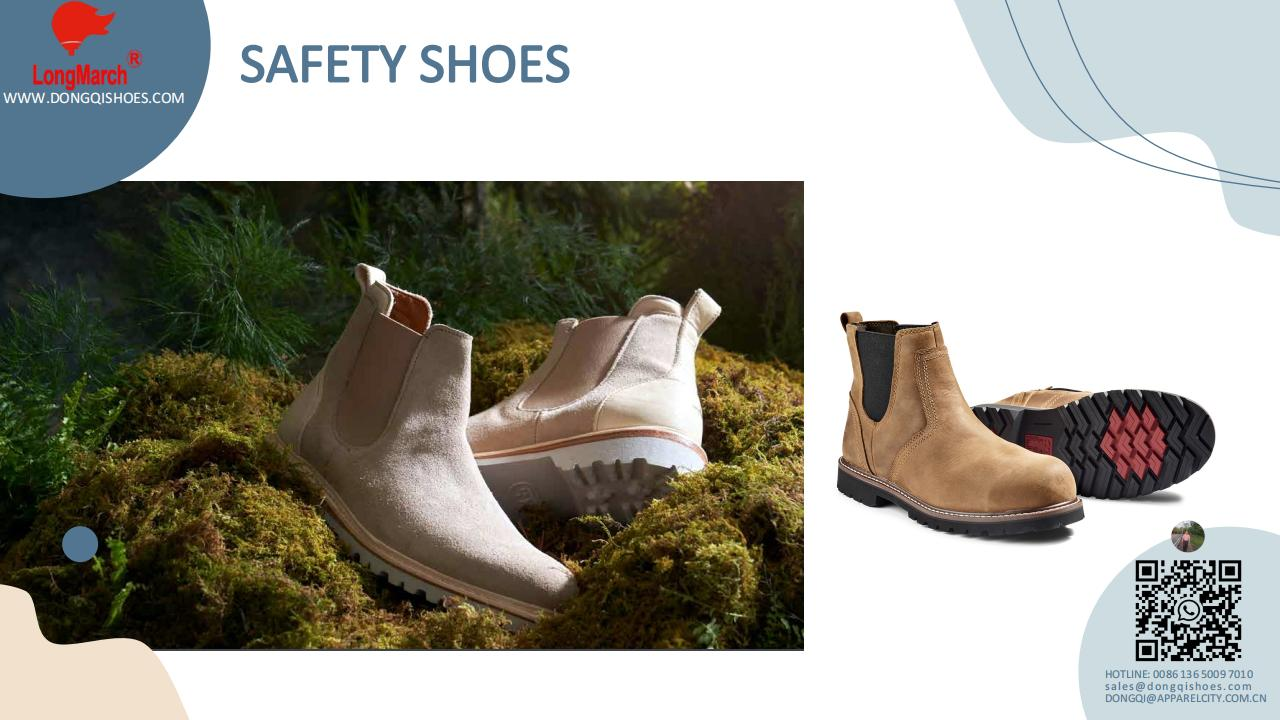 LongMarch®
WWW.DONGQISHOES.COM
SAFETY SHOES
HOTLINE: 0086 136 5009 7010
sales@dongqishoes.com
DONGQI@APPARELCITY.COM.CN